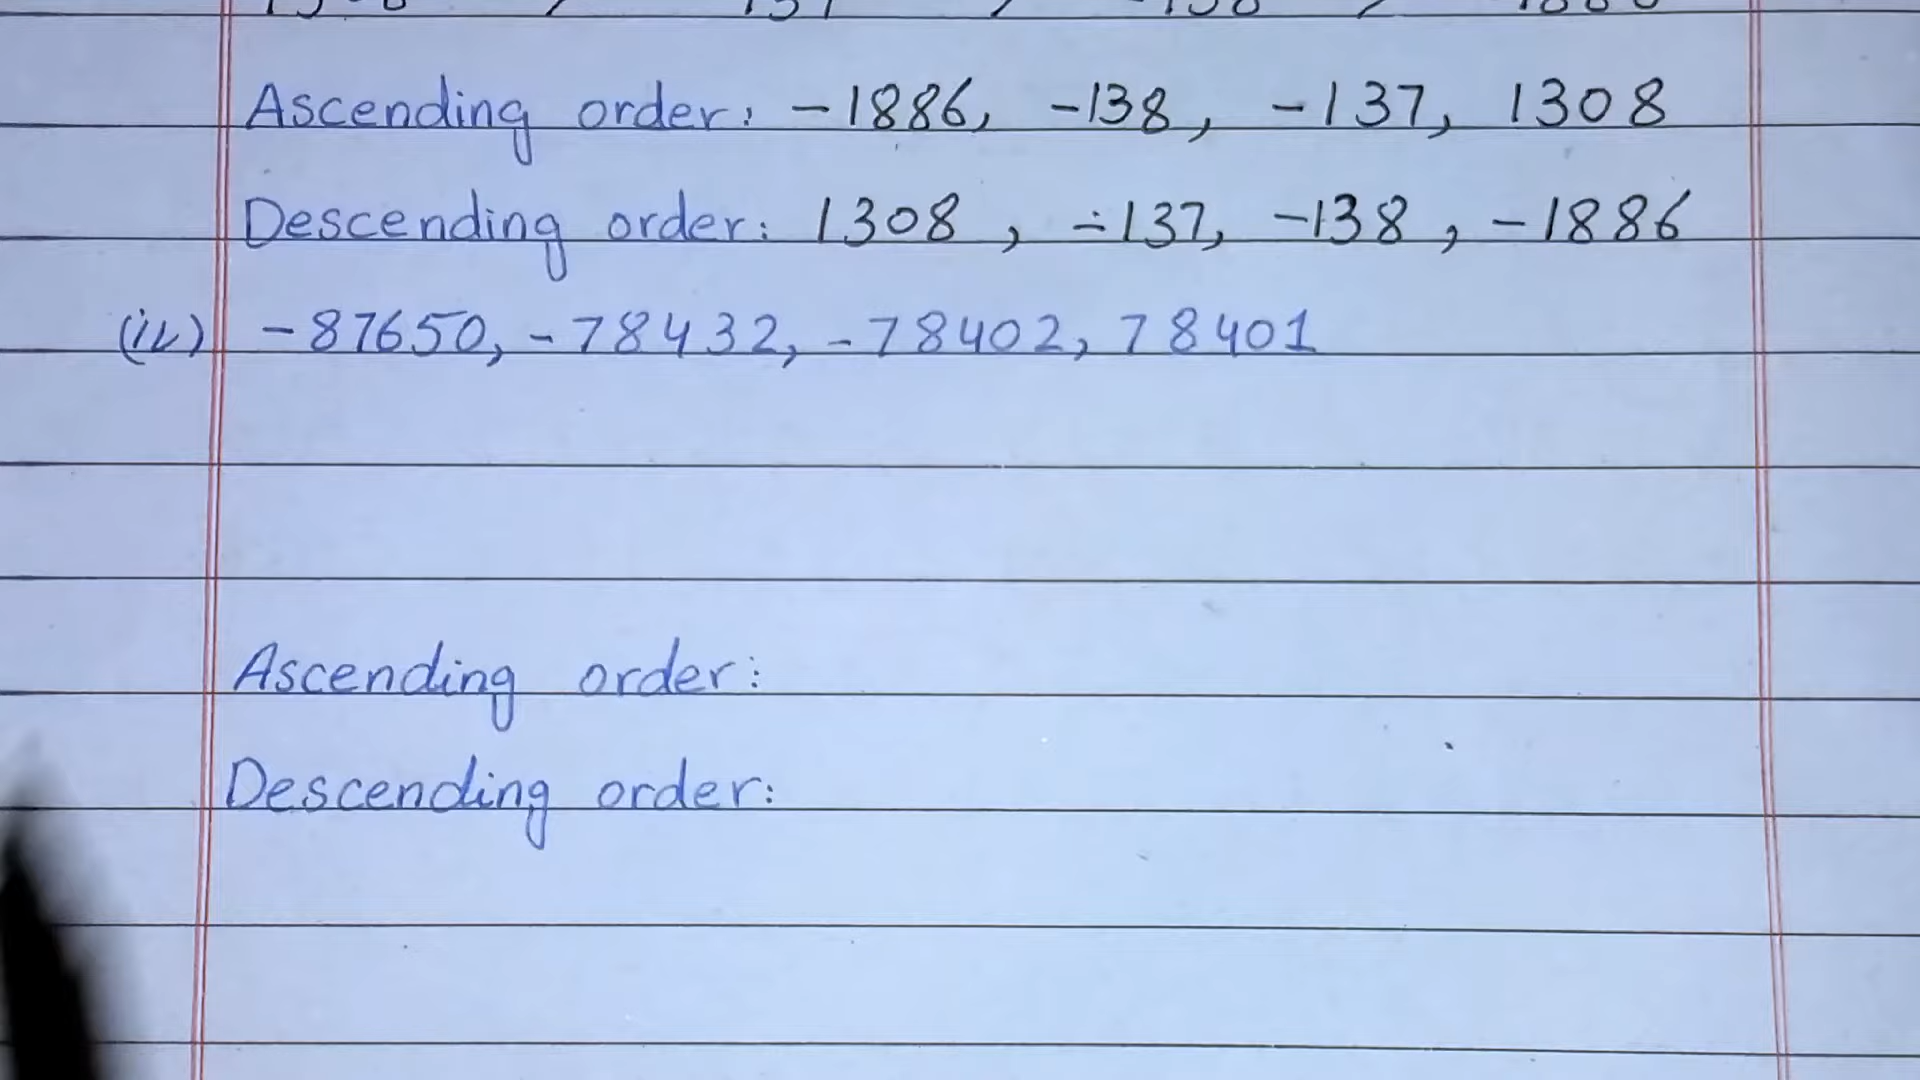 Ascending order: -1886, -138, -137, 1308
Descending order: 1308, -137, -138, -1886
(iv) -87650, -78432, -78402, 78401
Ascending order:
Descending order: